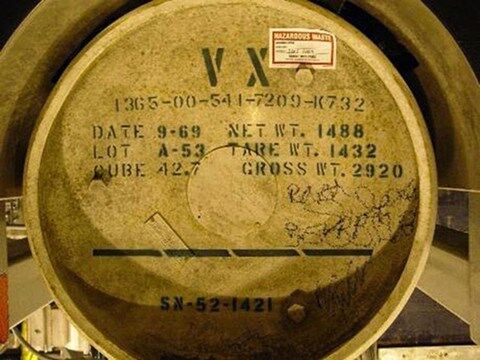 HAZARDOUS WASTE
VX
1365-00-541-7209-K732
DATE 9-69 NET WT. 1488
LOT A-53 TARE WT. 1432
CUBE 42.7 GROSS WT. 2920
SN-52-1421